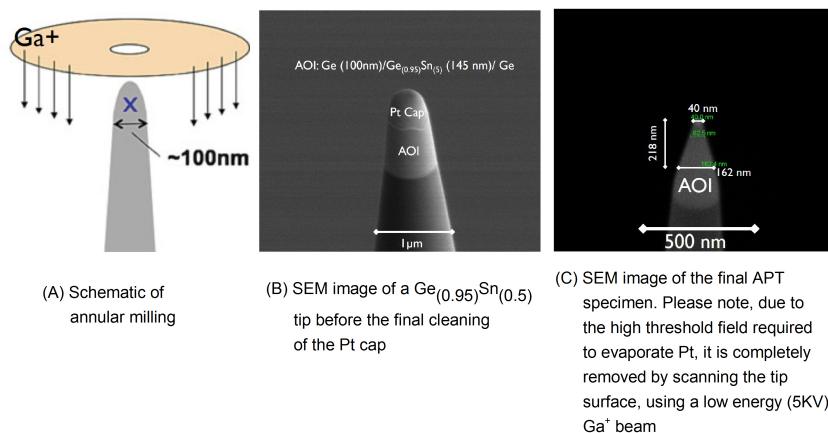 Ga+
X
~100nm
AOI: Ge (100nm)/Ge(0.95)Sn(5) (145 nm)/ Ge
Pt Cap
AOI
1µm
40 nm
218 nm
162 nm
AOI
500 nm
(A) Schematic of
annular milling
(B) SEM image of a Ge(0.95)Sn(0.5)
tip before the final cleaning
of the Pt cap
(C) SEM image of the final APT
specimen. Please note, due to
the high threshold field required
to evaporate Pt, it is completely
removed by scanning the tip
surface, using a low energy (5KV)
Ga+ beam